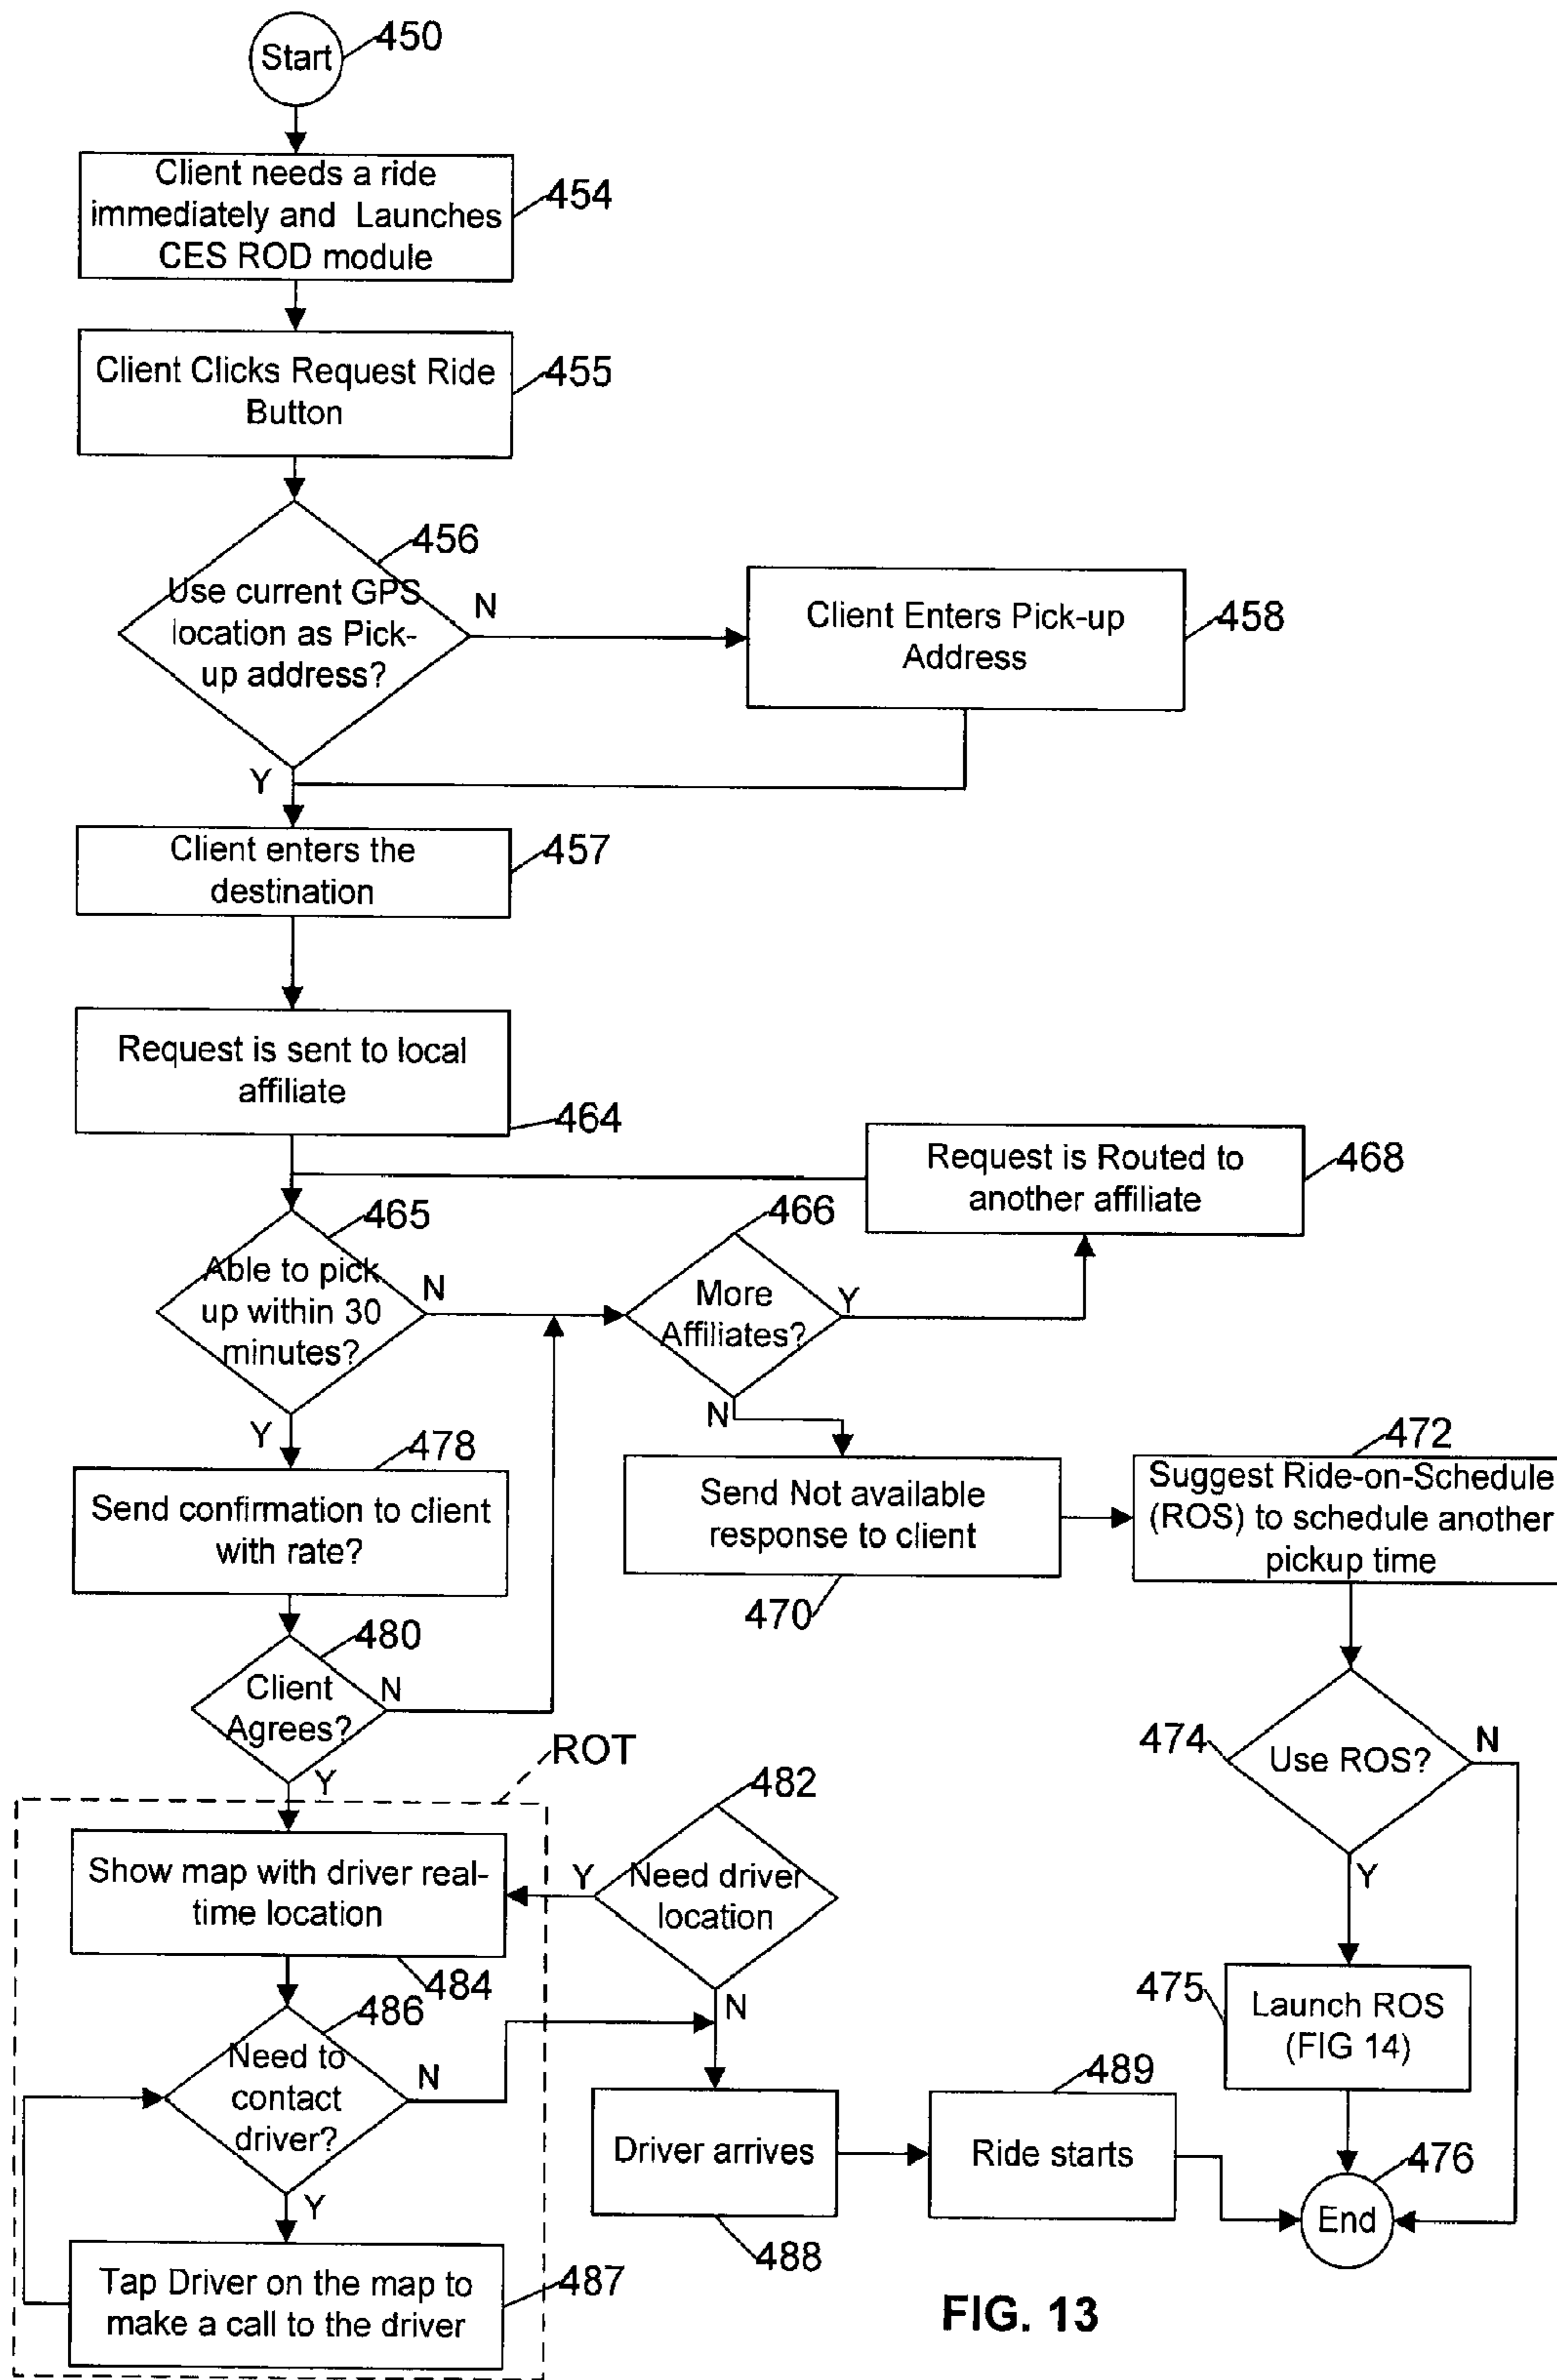 Start
450
Client needs a ride
immediately and Launches
CES ROD module
454
Client Clicks Request Ride
Button
455
456
Use current GPS
location as Pick-
up address?
N
Y
Client Enters Pick-up
Address
458
Client enters the
destination
457
Request is sent to local
affiliate
464
Request is Routed to
another affiliate
468
465
Able to pick
up within 30
minutes?
N
Y
466
More
Affiliates?
Y
N
478
Send confirmation to client
with rate?
Send Not available
response to client
470
472
Suggest Ride-on-Schedule
(ROS) to schedule another
pickup time
480
Client
Agrees?
N
Y
ROT
474
Use ROS?
N
Y
482
Need driver
location
Y
N
Show map with driver real-
time location
484
486
Need to
contact
driver?
N
Y
475
Launch ROS
(FIG 14)
Driver arrives
488
489
Ride starts
476
End
Tap Driver on the map to
make a call to the driver
487
FIG. 13